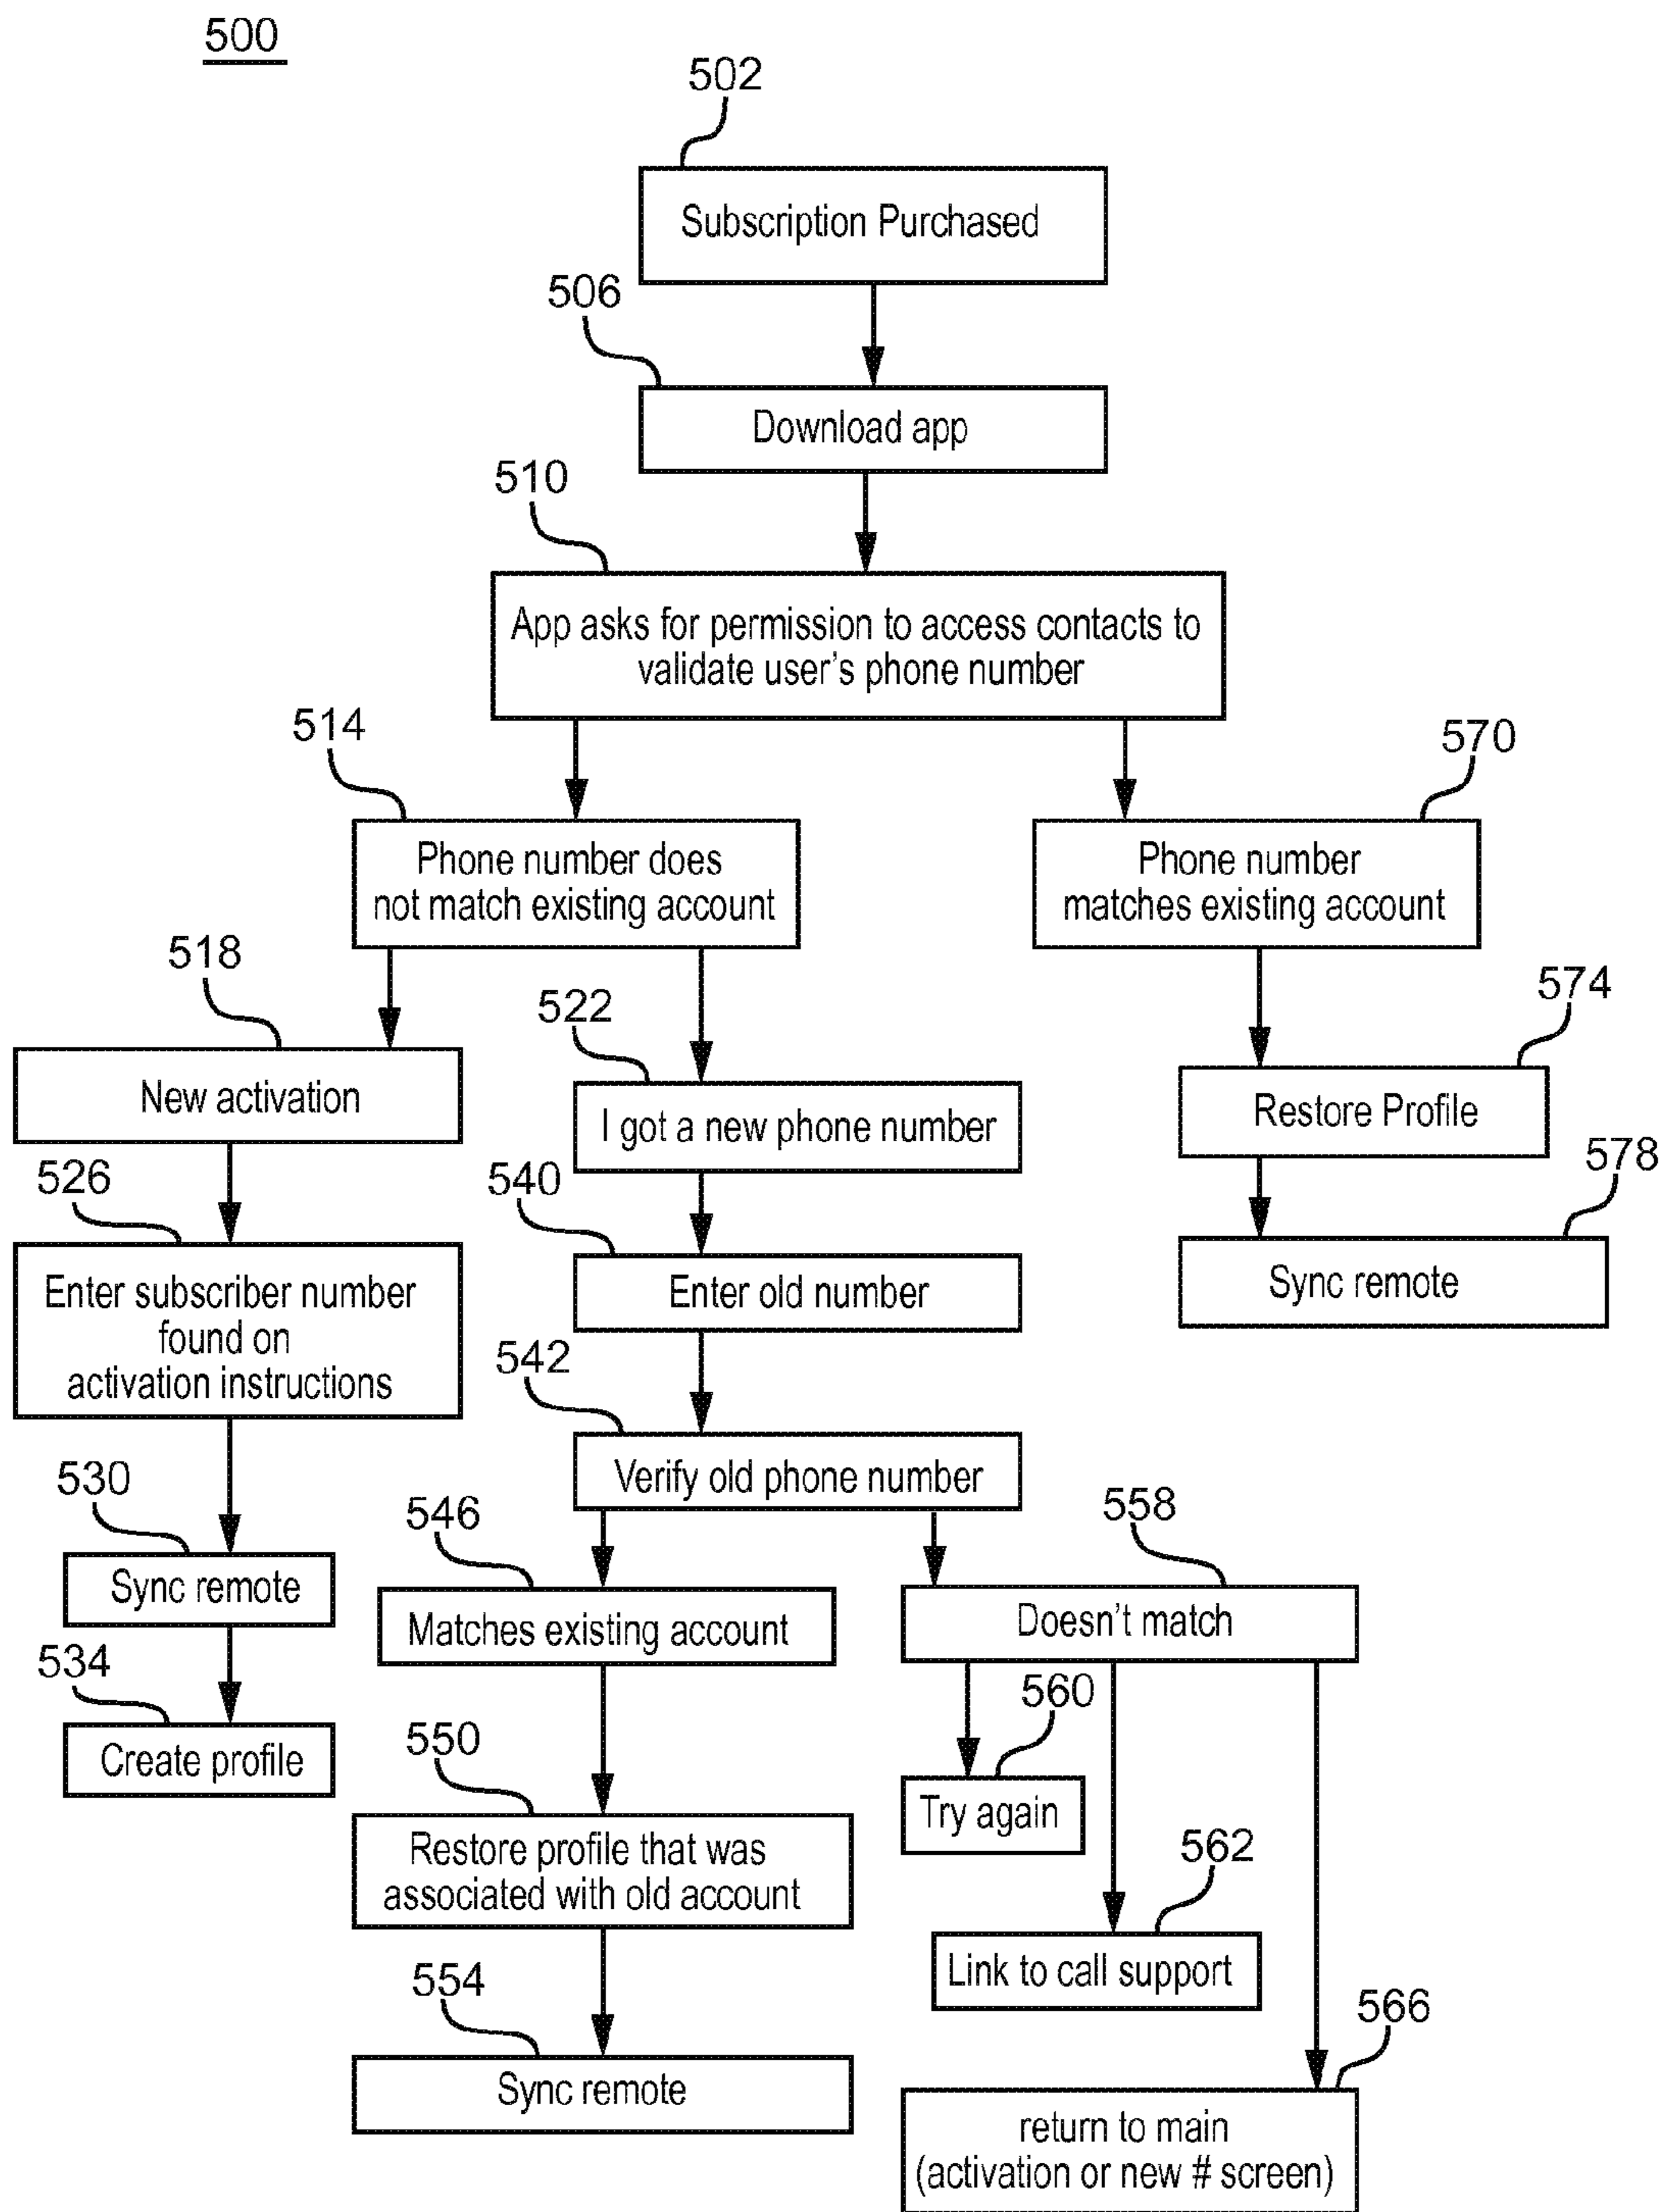 500
502
Subscription Purchased
506
Download app
510
App asks for permission to access contacts to
validate user's phone number
514
570
Phone number does
not match existing account
Phone number
matches existing account
518
522
574
New activation
I got a new phone number
Restore Profile
526
540
578
Enter subscriber number
found on
activation instructions
Enter old number
Sync remote
542
Verify old phone number
530
546
558
Sync remote
Matches existing account
Doesn't match
534
Create profile
550
560
Restore profile that was
associated with old account
Try again
562
Link to call support
554
Sync remote
566
return to main
(activation or new # screen)